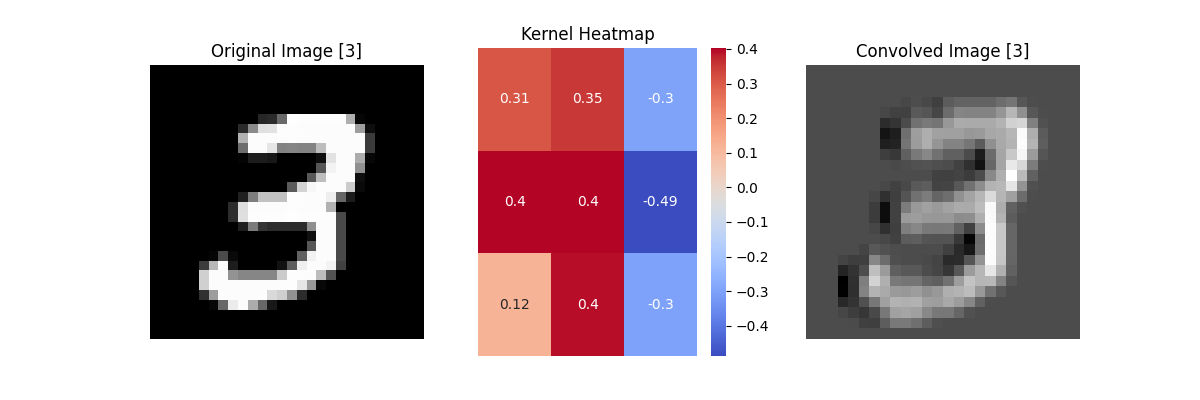 Original Image [3]
Kernel Heatmap
Convolved Image [3]
0.31 0.35 -0.3
0.4 0.4 -0.49
0.12 0.4 -0.3
0.4
0.3
0.2
0.1
0.0
−0.1
−0.2
−0.3
−0.4
3
3